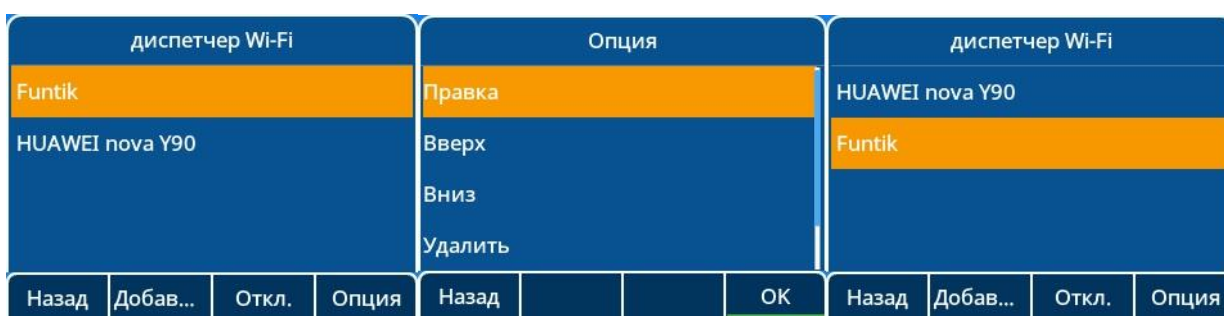 диспетчер Wi-Fi
Funtik
HUAWEI nova Y90
Назад Добав... Откл. Опция
Опция
Правка
Вверх
Вниз
Удалить
Назад OK
диспетчер Wi-Fi
HUAWEI nova Y90
Funtik
Назад Добав... Откл. Опция